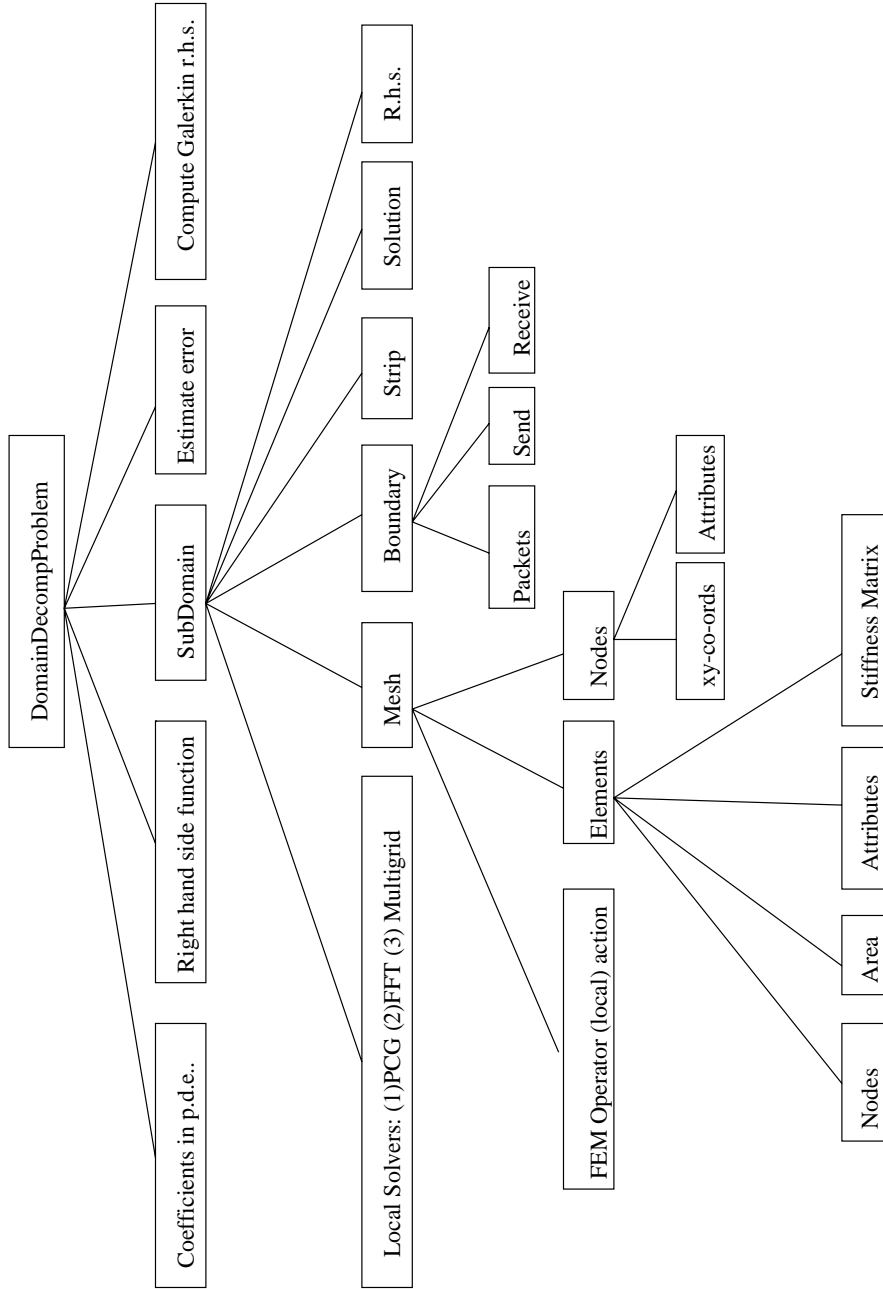 DomainDecompProblem
Coefficients in p.d.e..
Right hand side function
SubDomain
Estimate error
Compute Galerkin r.h.s.
Local Solvers: (1)PCG (2)FFT (3) Multigrid
Mesh
Boundary
Strip
Solution
R.h.s.
Packets
Send
Receive
FEM Operator (local) action
Elements
Nodes
xy-co-ords
Attributes
Nodes
Area
Attributes
Stiffness Matrix